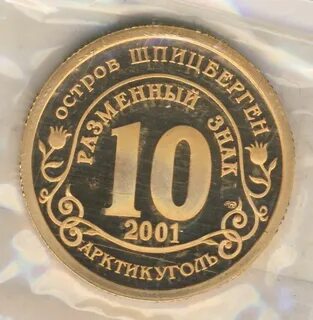 ОСТРОВ ШПИЦБЕРГЕН
РАЗМЕННЫЙ ЗНАК
10
2001
АРКТИКУГОЛЬ